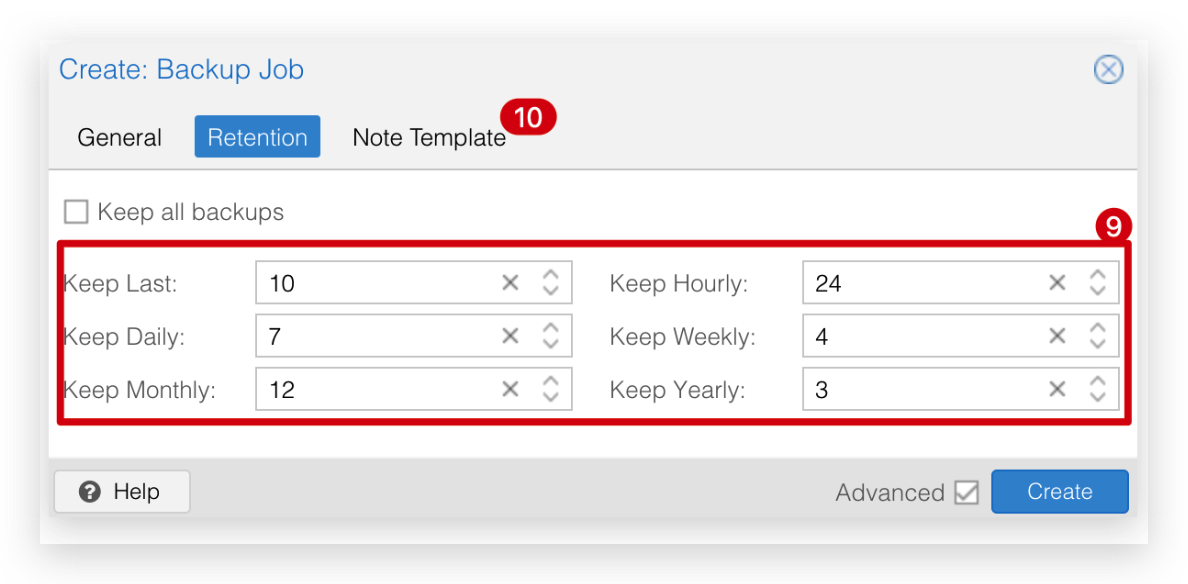 Create: Backup Job
10
General Retention Note Template
Keep all backups
9
Keep Last: 10 Keep Hourly: 24
Keep Daily: 7 Keep Weekly: 4
Keep Monthly: 12 Keep Yearly: 3
Help Advanced Create